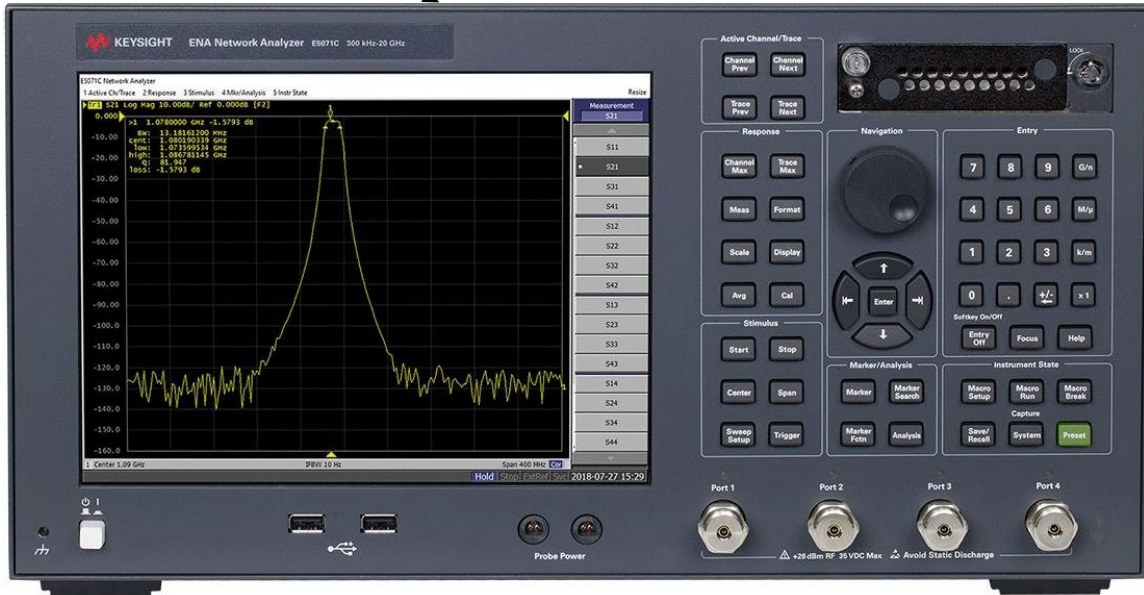 KEYSIGHT ENA Network Analyzer E5071C 300 kHz-20 GHz
E5071C Network Analyzer
1 Active Ch/Trace 2 Response 3 Stimulus 4 Mkr/Analysis 5 Instr State
Resize
Tr1 S21 Log Mag 10.00dB/ Ref 0.000dB [F2]
>1 1.0780000 GHz -1.5793 dB
BW: 13.18161200 MHz
cent: 1.080190339 GHz
low: 1.073599534 GHz
high: 1.086781145 GHz
Q: 81.947
loss: -1.5793 dB
0.000
-10.00
-20.00
-30.00
-40.00
-50.00
-60.00
-70.00
-80.00
-90.00
-100.0
-110.0
-120.0
-130.0
-140.0
-150.0
-160.0
1 Center 1.09 GHz IFBW 10 Hz Span 400 MHz Cor
Hold Stop ExtRef Svc 2018-07-27 15:29
Measurement
S21
S11
S21
S31
S41
S12
S22
S32
S42
S13
S23
S33
S43
S14
S24
S34
S44
Active Channel/Trace
Channel Prev
Channel Next
Trace Prev
Trace Next
LOCK
Response
Channel Max
Trace Max
Meas
Format
Scale
Display
Avg
Cal
Stimulus
Start
Stop
Center
Span
Sweep Setup
Trigger
Navigation
Enter
Marker/Analysis
Marker
Marker Search
Marker Fctn
Analysis
Entry
7 8 9 G/n
4 5 6 M/µ
1 2 3 k/m
0 . +/- x1
Softkey On/Off
Entry Off
Focus
Help
Instrument State
Macro Setup
Macro Run
Macro Break
Capture
Save/Recall
System
Preset
Probe Power
Port 1
Port 2
Port 3
Port 4
+26 dBm RF 35 VDC Max Avoid Static Discharge